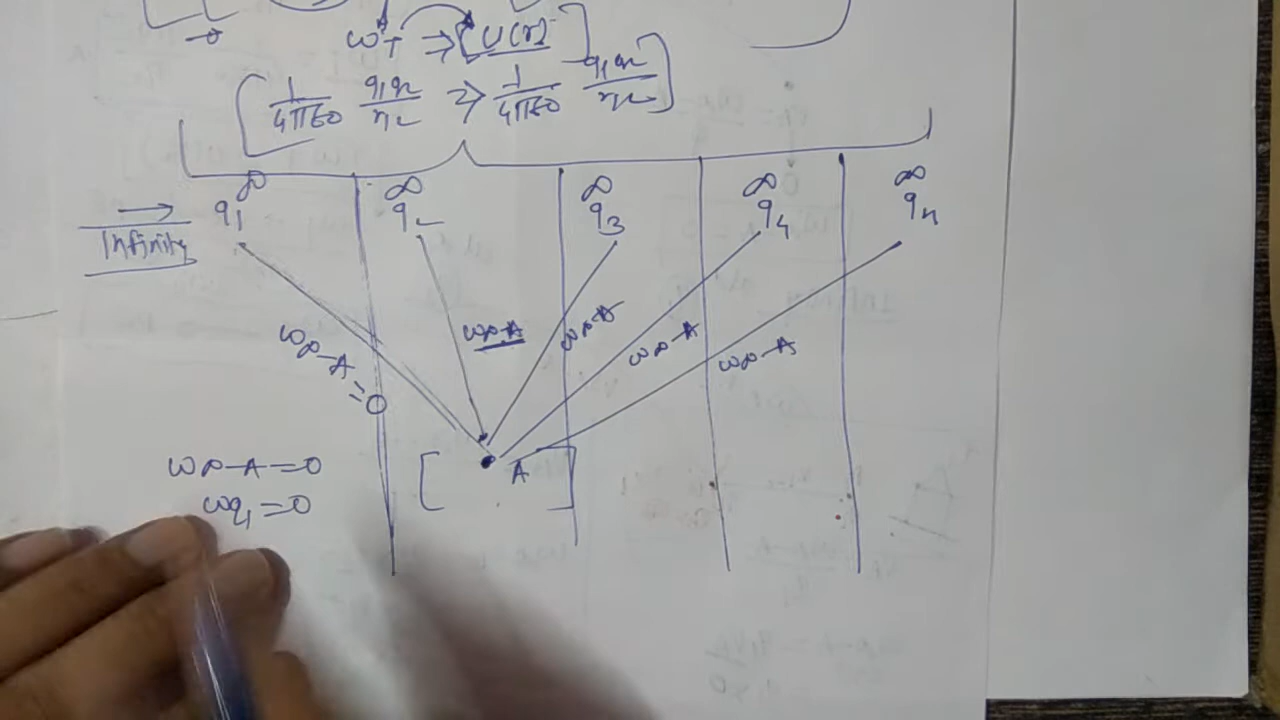 W_T ⇒ [U(r)]
[1/4πε0 q1q2/r2 ⇒ 1/4πε0 q1q2/r2]
∞ ∞ ∞ ∞ ∞
→ q1 q2 q3 q4 qn
Infinity
W∞-A W∞-A W∞-A W∞-A
W∞-A = 0
W∞-A = 0
A
Wq1 = 0